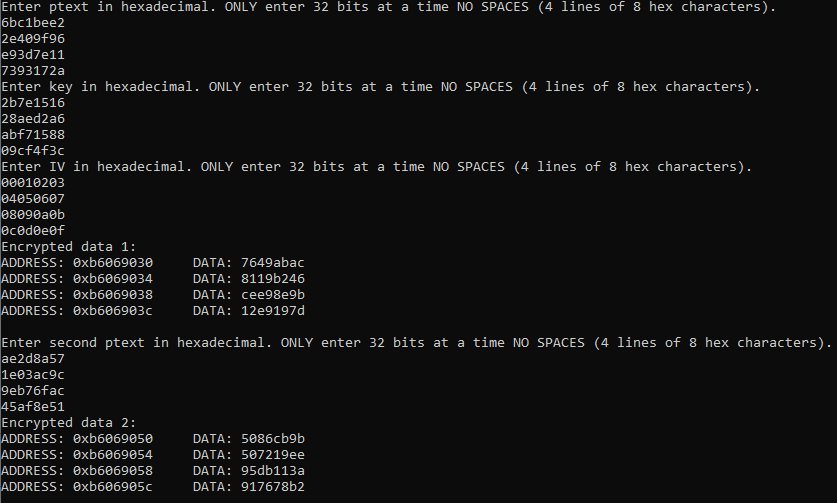 Enter ptext in hexadecimal. ONLY enter 32 bits at a time NO SPACES (4 lines of 8 hex characters).
6bc1bee2
2e409f96
e93d7e11
7393172a
Enter key in hexadecimal. ONLY enter 32 bits at a time NO SPACES (4 lines of 8 hex characters).
2b7e1516
28aed2a6
abf71588
09cf4f3c
Enter IV in hexadecimal. ONLY enter 32 bits at a time NO SPACES (4 lines of 8 hex characters).
00010203
04050607
08090a0b
0c0d0e0f
Encrypted data 1:
ADDRESS: 0xb6069030 DATA: 7649abac
ADDRESS: 0xb6069034 DATA: 8119b246
ADDRESS: 0xb6069038 DATA: cee98e9b
ADDRESS: 0xb606903c DATA: 12e9197d
Enter second ptext in hexadecimal. ONLY enter 32 bits at a time NO SPACES (4 lines of 8 hex characters).
ae2d8a57
1e03ac9c
9eb76fac
45af8e51
Encrypted data 2:
ADDRESS: 0xb6069050 DATA: 5086cb9b
ADDRESS: 0xb6069054 DATA: 507219ee
ADDRESS: 0xb6069058 DATA: 95db113a
ADDRESS: 0xb606905c DATA: 917678b2